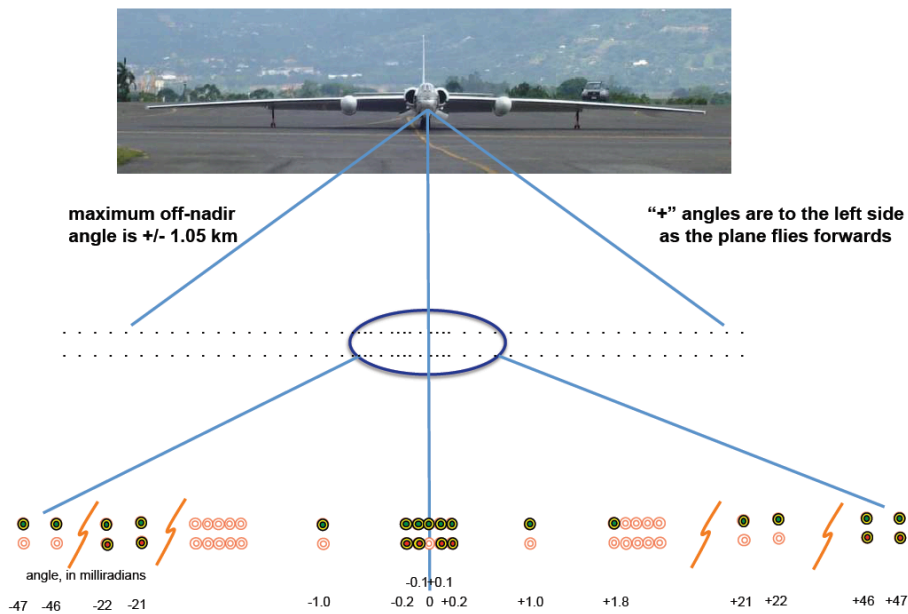 maximum off-nadir
angle is +/- 1.05 km
“+” angles are to the left side
as the plane flies forwards
angle, in milliradians
-0.1 +0.1
-47 -46 -22 -21 -1.0 -0.2 0 +0.2 +1.0 +1.8 +21 +22 +46 +47